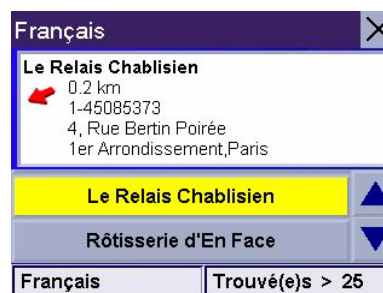 Français
Le Relais Chablisien
0.2 km
1-45085373
4, Rue Bertin Poirée
1er Arrondissement,Paris
Le Relais Chablisien
Rôtisserie d'En Face
Français
Trouvé(e)s > 25